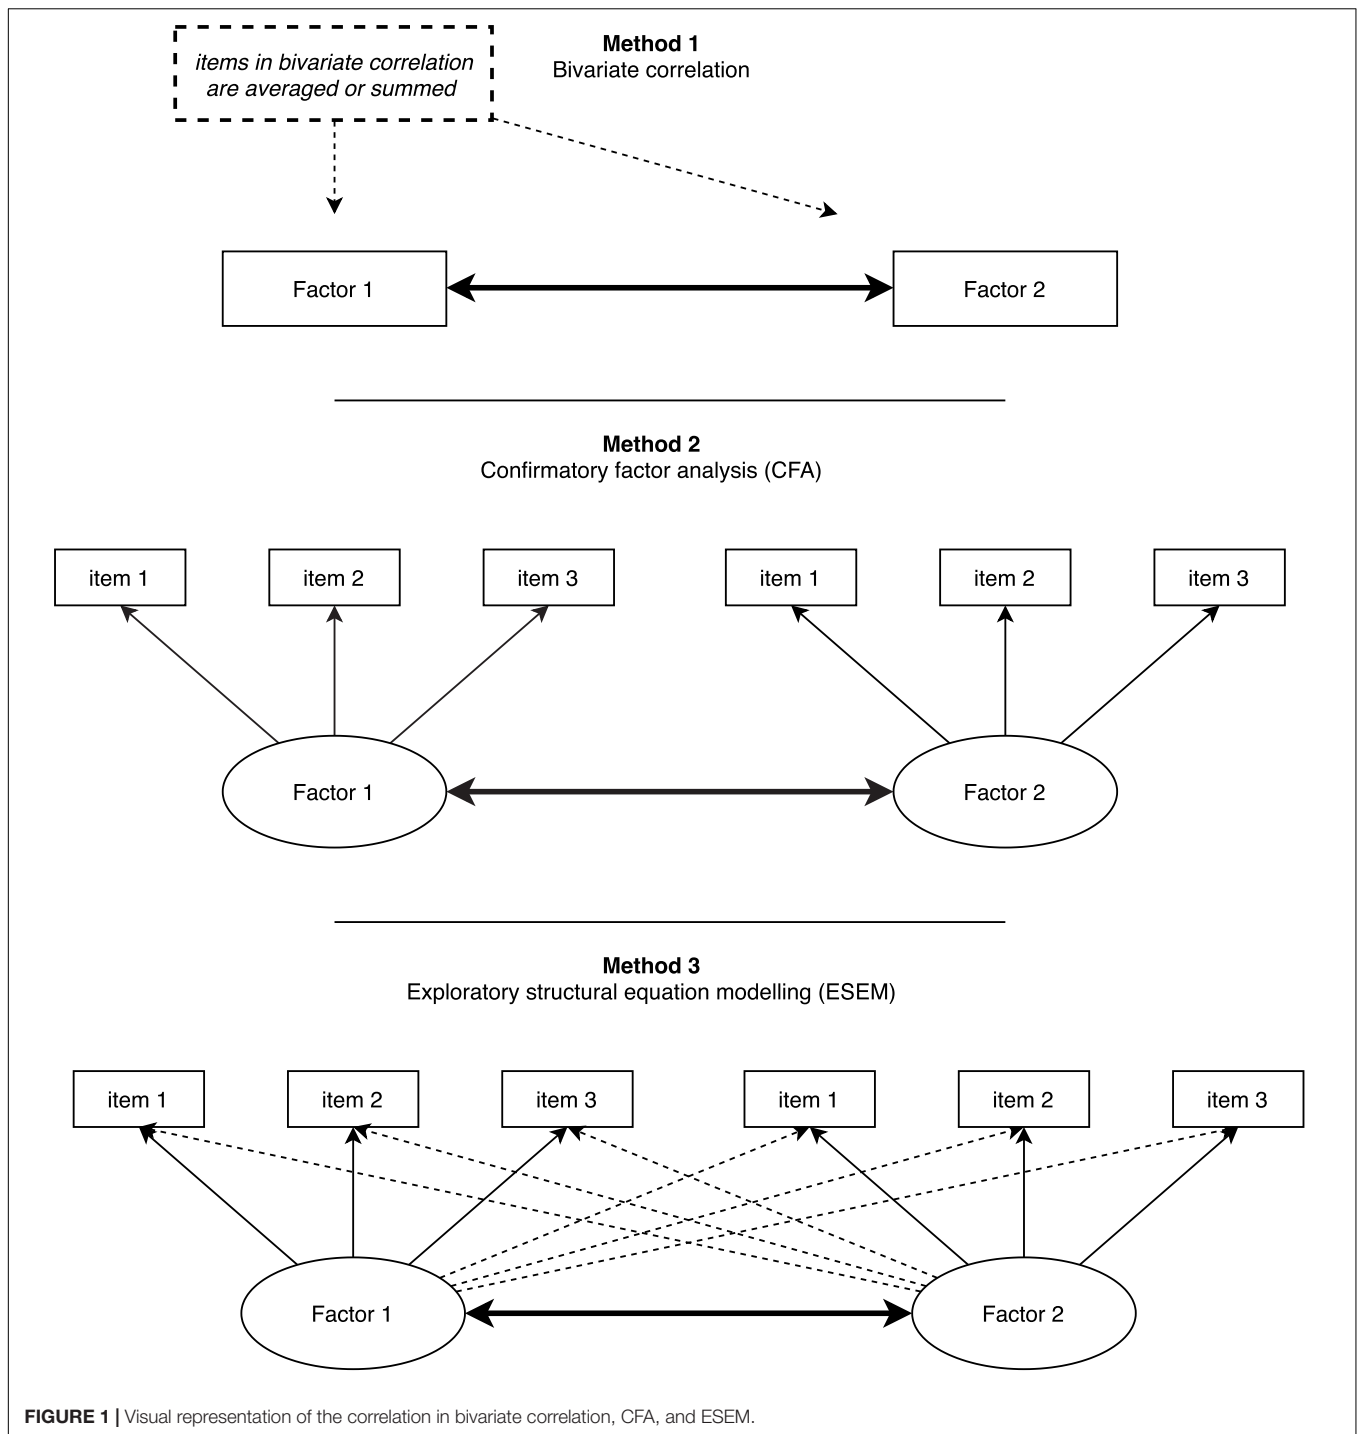 Method 1
Bivariate correlation
items in bivariate correlation
are averaged or summed
Factor 1
Factor 2
Method 2
Confirmatory factor analysis (CFA)
item 1
item 2
item 3
item 1
item 2
item 3
Factor 1
Factor 2
Method 3
Exploratory structural equation modelling (ESEM)
item 1
item 2
item 3
item 1
item 2
item 3
Factor 1
Factor 2
FIGURE 1 | Visual representation of the correlation in bivariate correlation, CFA, and ESEM.